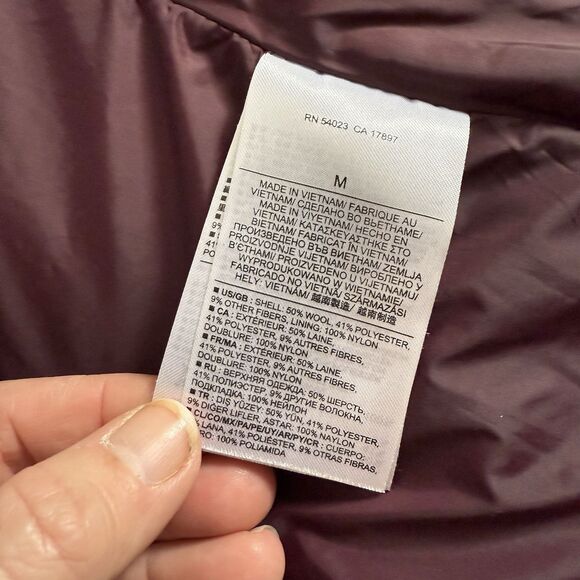 RN 54023 CA 17897
M
MADE IN VIETNAM/ FABRIQUE AU
VIETNAM/ СДЕЛАНО ВО ВЬЕТНАМЕ/
MADE IN VIYETNAM/ HECHO EN
VIETNAM/ ΚΑΤΑΣΚΕΥΑΣΤΗΚΕ ΣΤΟ
BIETNAM/ FABRICAT ÎN VIETNAM/
ПРОИЗВЕДЕНО ВЪВ ВИЕТНАМ/ ZEMLJA
PROIZVODNJE VIJETNAM/ ВИРОБЛЕНО У
В'ЄТНАМІ/ PROIZVEDENO U VIJETNAMU/
WYPRODUKOWANO W WIETNAMIE/
FABRICADO NO VIETNÃ/ SZÁRMAZÁSI
HELY: VIETNÁM/ 越南製造/ 越南制造
■ US/GB : SHELL: 50% WOOL, 41% POLYESTER,
9% OTHER FIBERS, LINING: 100% NYLON
■ CA : EXTÉRIEUR: 50% LAINE,
41% POLYESTER, 9% AUTRES FIBRES,
DOUBLURE: 100% NYLON
■ FR/MA : EXTÉRIEUR: 50% LAINE,
41% POLYESTER, 9% AUTRES FIBRES,
DOUBLURE: 100% NYLON
■ RU : ВЕРХНЯЯ ОДЕЖДА: 50% ШЕРСТЬ,
41% ПОЛИЭСТЕР, 9% ДРУГИЕ ВОЛОКНА,
ПОДКЛАДКА: 100% НЕЙЛОН
■ TR : DIŞ YÜZEY: 50% YÜN, 41% POLYESTER,
9% DIGER LIFLER, ASTAR: 100% NAYLON
■ CL/CO/MX/PA/PE/UY/AR/PY/CR : CUERPO:
50% LANA, 41% POLIÉSTER, 9% OTRAS FIBRAS,
RO: 100% POLIAMIDA